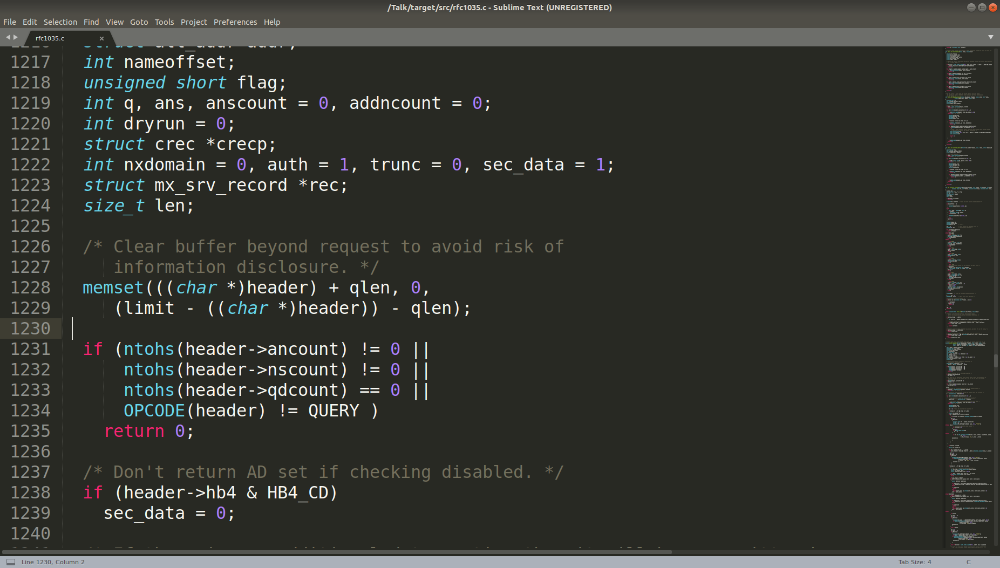 /Talk/target/src/rfc1035.c - Sublime Text (UNREGISTERED)
File Edit Selection Find View Goto Tools Project Preferences Help
rfc1035.c ×
1217 int nameoffset;
1218 unsigned short flag;
1219 int q, ans, anscount = 0, addncount = 0;
1220 int dryrun = 0;
1221 struct crec *crecp;
1222 int nxdomain = 0, auth = 1, trunc = 0, sec_data = 1;
1223 struct mx_srv_record *rec;
1224 size_t len;
1225
1226 /* Clear buffer beyond request to avoid risk of
1227 information disclosure. */
1228 memset(((char *)header) + qlen, 0,
1229 (limit - ((char *)header)) - qlen);
1230
1231 if (ntohs(header->ancount) != 0 ||
1232 ntohs(header->nscount) != 0 ||
1233 ntohs(header->qdcount) == 0 ||
1234 OPCODE(header) != QUERY )
1235 return 0;
1236
1237 /* Don't return AD set if checking disabled. */
1238 if (header->hb4 & HB4_CD)
1239 sec_data = 0;
1240
Line 1230, Column 2 Tab Size: 4 C